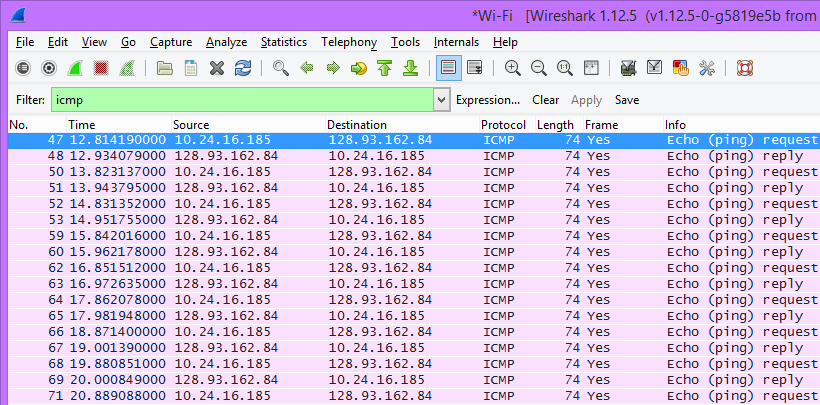 *Wi-Fi [Wireshark 1.12.5 (v1.12.5-0-g5819e5b from
File Edit View Go Capture Analyze Statistics Telephony Tools Internals Help
Filter: icmp Expression... Clear Apply Save
No. Time Source Destination Protocol Length Frame Info
47 12.814190000 10.24.16.185 128.93.162.84 ICMP 74 Yes Echo (ping) request
48 12.934079000 128.93.162.84 10.24.16.185 ICMP 74 Yes Echo (ping) reply
50 13.823137000 10.24.16.185 128.93.162.84 ICMP 74 Yes Echo (ping) request
51 13.943795000 128.93.162.84 10.24.16.185 ICMP 74 Yes Echo (ping) reply
52 14.831352000 10.24.16.185 128.93.162.84 ICMP 74 Yes Echo (ping) request
53 14.951755000 128.93.162.84 10.24.16.185 ICMP 74 Yes Echo (ping) reply
59 15.842016000 10.24.16.185 128.93.162.84 ICMP 74 Yes Echo (ping) request
60 15.962178000 128.93.162.84 10.24.16.185 ICMP 74 Yes Echo (ping) reply
62 16.851512000 10.24.16.185 128.93.162.84 ICMP 74 Yes Echo (ping) request
63 16.972635000 128.93.162.84 10.24.16.185 ICMP 74 Yes Echo (ping) reply
64 17.862078000 10.24.16.185 128.93.162.84 ICMP 74 Yes Echo (ping) request
65 17.981948000 128.93.162.84 10.24.16.185 ICMP 74 Yes Echo (ping) reply
66 18.871400000 10.24.16.185 128.93.162.84 ICMP 74 Yes Echo (ping) request
67 19.001390000 128.93.162.84 10.24.16.185 ICMP 74 Yes Echo (ping) reply
68 19.880851000 10.24.16.185 128.93.162.84 ICMP 74 Yes Echo (ping) request
69 20.000849000 128.93.162.84 10.24.16.185 ICMP 74 Yes Echo (ping) reply
71 20.889088000 10.24.16.185 128.93.162.84 ICMP 74 Yes Echo (ping) request